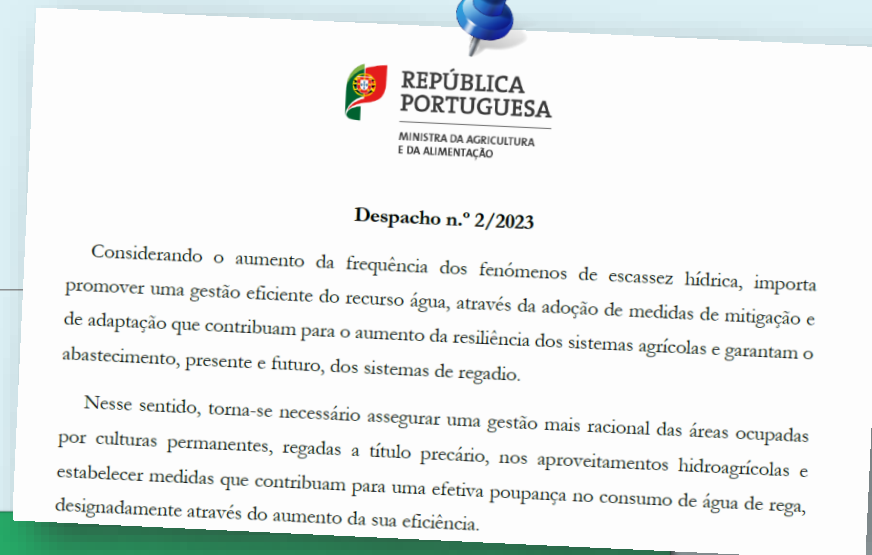 REPÚBLICA
PORTUGUESA
MINISTRA DA AGRICULTURA
E DA ALIMENTAÇÃO
Despacho n.º 2/2023
Considerando o aumento da frequência dos fenómenos de escassez hídrica, importa
promover uma gestão eficiente do recurso água, através da adoção de medidas de mitigação e
de adaptação que contribuam para o aumento da resiliência dos sistemas agrícolas e garantam o
abastecimento, presente e futuro, dos sistemas de regadio.
Nesse sentido, torna-se necessário assegurar uma gestão mais racional das áreas ocupadas
por culturas permanentes, regadas a título precário, nos aproveitamentos hidroagrícolas e
estabelecer medidas que contribuam para uma efetiva poupança no consumo de água de rega,
designadamente através do aumento da sua eficiência.